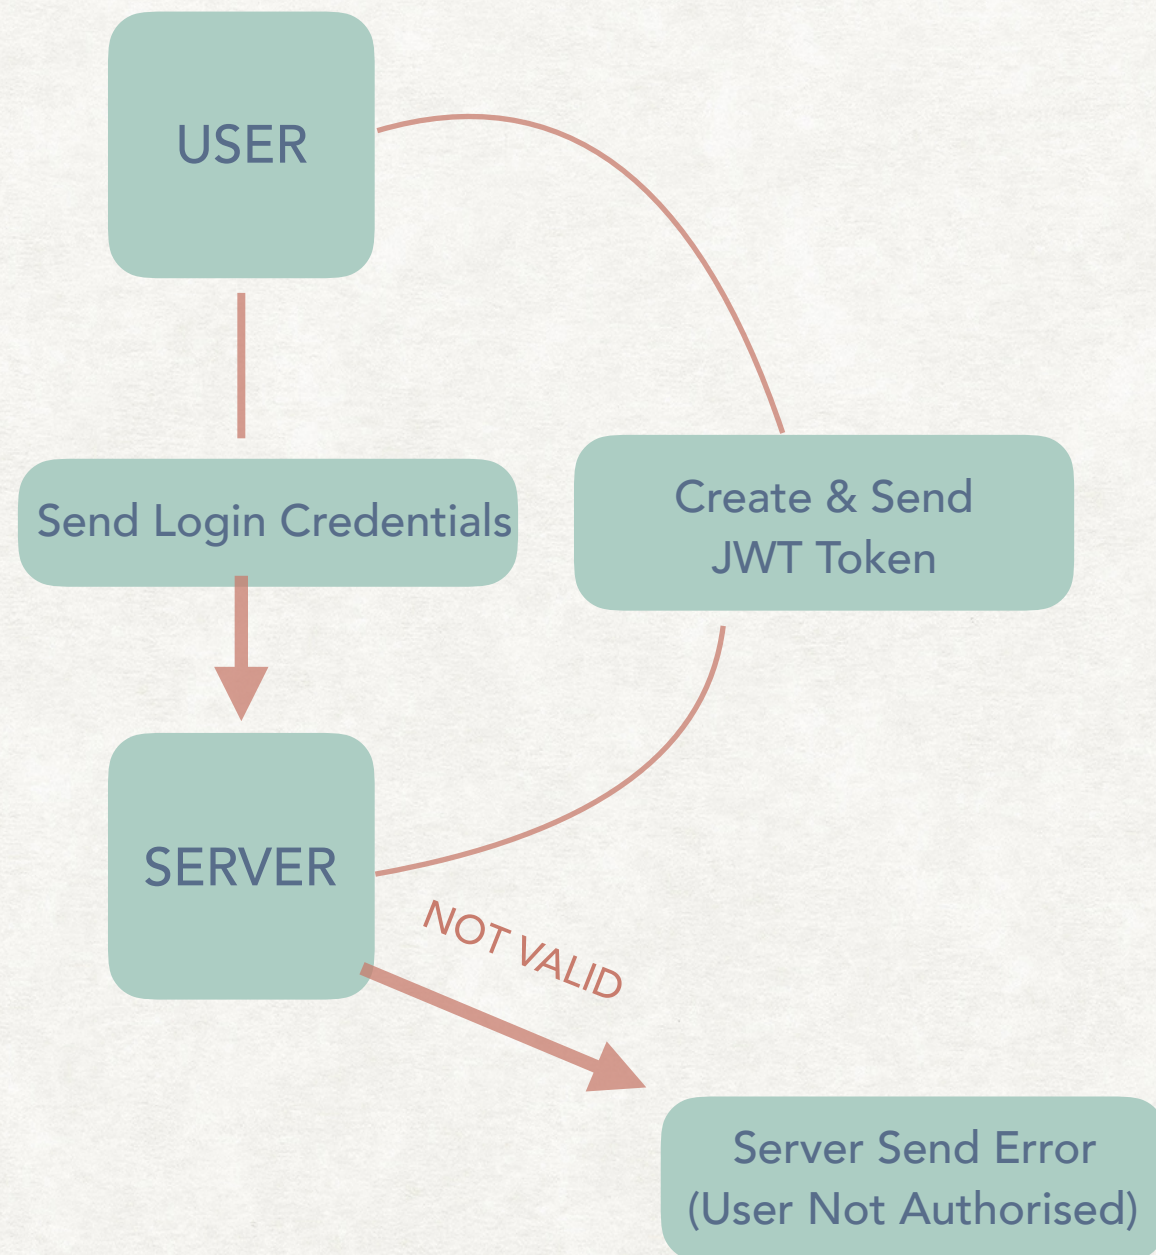 USER
Send Login Credentials
Create & Send
JWT Token
SERVER
NOT VALID
Server Send Error
(User Not Authorised)